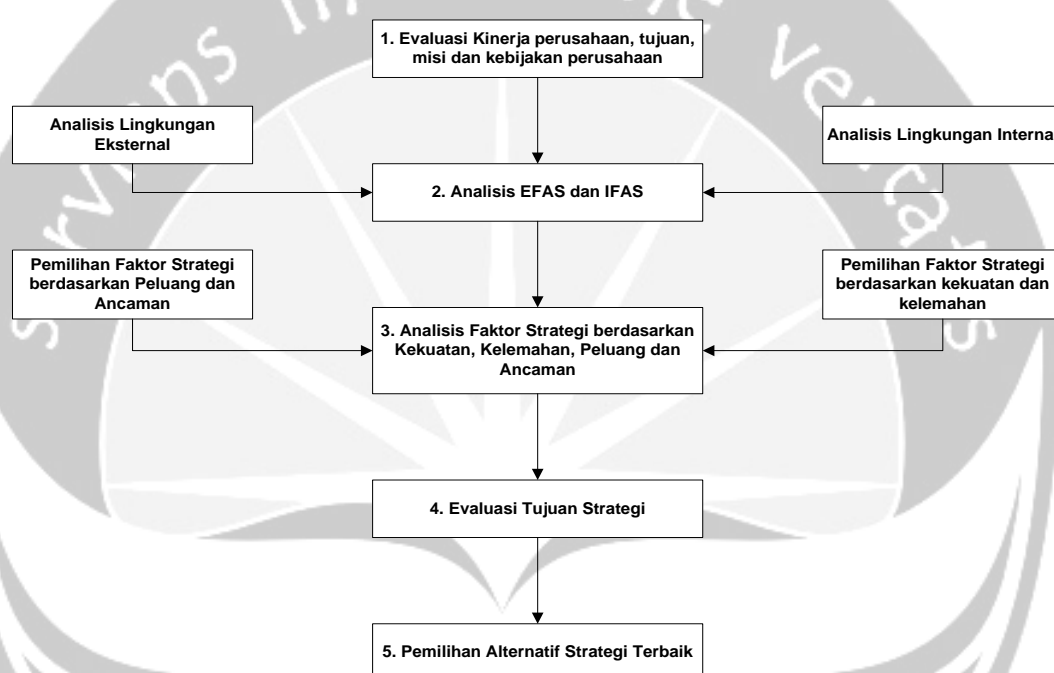 1. Evaluasi Kinerja perusahaan, tujuan,
misi dan kebijakan perusahaan
Analisis Lingkungan
Eksternal
Analisis Lingkungan Interna
2. Analisis EFAS dan IFAS
Pemilihan Faktor Strategi
berdasarkan Peluang dan
Ancaman
Pemilihan Faktor Strategi
berdasarkan kekuatan dan
kelemahan
3. Analisis Faktor Strategi berdasarkan
Kekuatan, Kelemahan, Peluang dan
Ancaman
4. Evaluasi Tujuan Strategi
5. Pemilihan Alternatif Strategi Terbaik